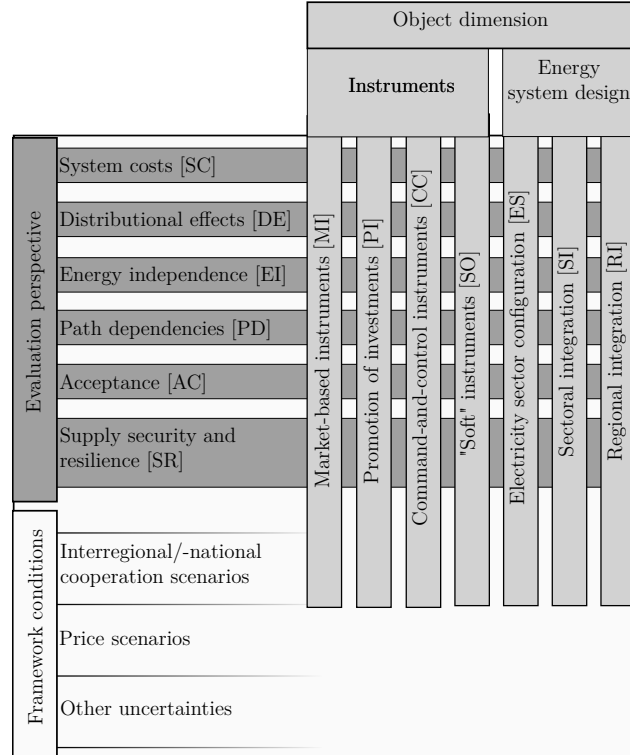 Object dimension
Instruments
Energy
system design
System costs [SC]
Distributional effects [DE]
Energy independence [EI]
Path dependencies [PD]
Acceptance [AC]
Supply security and
resilience [SR]
Evaluation perspective
Market-based instruments [MI]
Promotion of investments [PI]
Command-and-control instruments [CC]
"Soft" instruments [SO]
Electricity sector configuration [ES]
Sectoral integration [SI]
Regional integration [RI]
Framework conditions
Interregional/-national
cooperation scenarios
Price scenarios
Other uncertainties